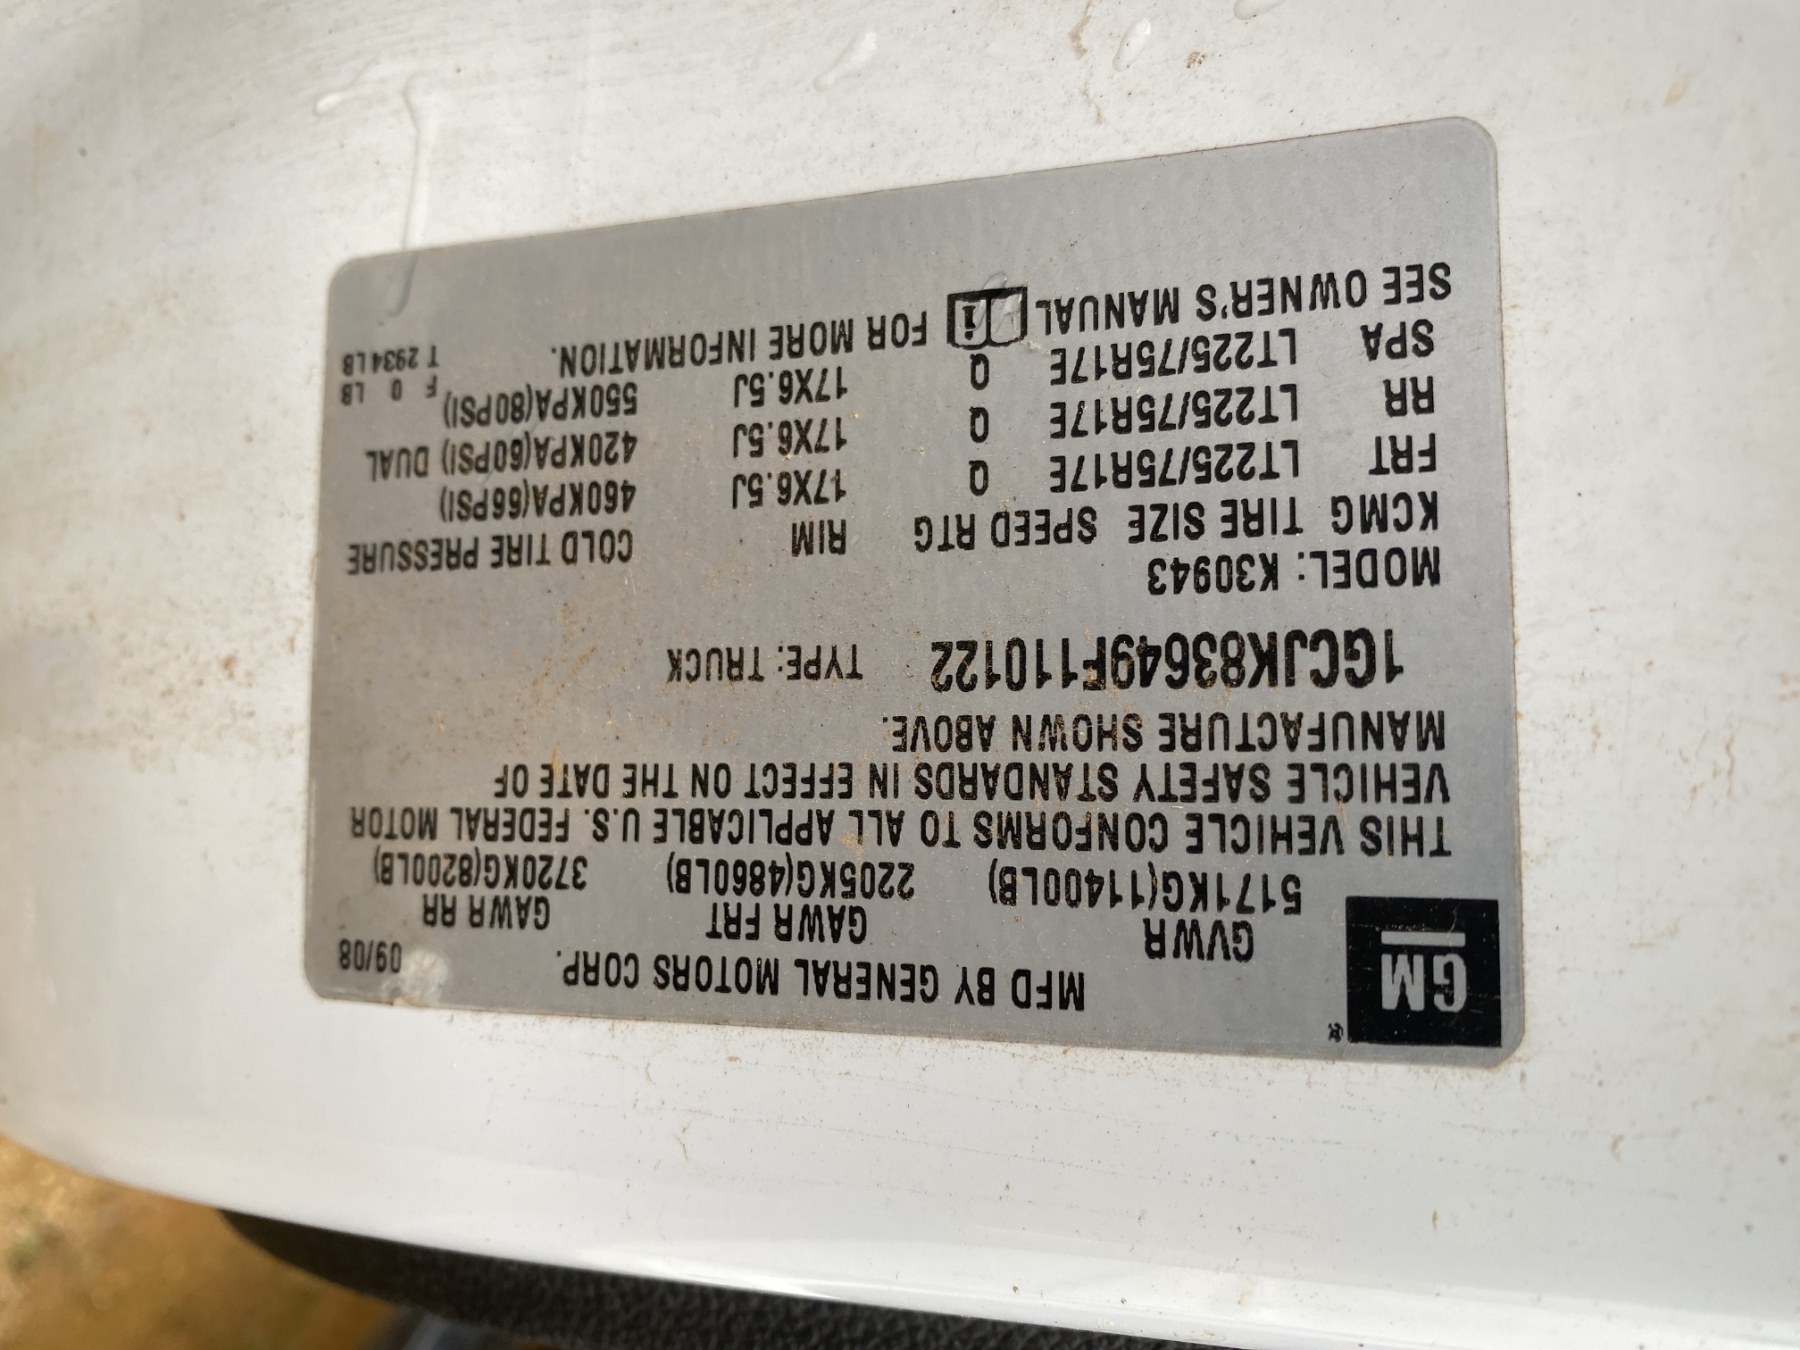 GM
MFD BY GENERAL MOTORS CORP. 09/08
GVWR GAWR FRT GAWR RR
5171KG(11400LB) 2205KG(4860LB) 3720KG(8200LB)
THIS VEHICLE CONFORMS TO ALL APPLICABLE U.S. FEDERAL MOTOR
VEHICLE SAFETY STANDARDS IN EFFECT ON THE DATE OF
MANUFACTURE SHOWN ABOVE.
1GCJK83649F110122 TYPE: TRUCK
MODEL: K30943
KCMG TIRE SIZE SPEED RTG RIM COLD TIRE PRESSURE
FRT LT225/75R17E Q 17X6.5J 460KPA(66PSI)
RR LT225/75R17E Q 17X6.5J 420KPA(60PSI) DUAL
SPA LT225/75R17E Q 17X6.5J 550KPA(80PSI) F 0 LB
SEE OWNER'S MANUAL i FOR MORE INFORMATION. T 2934 LB